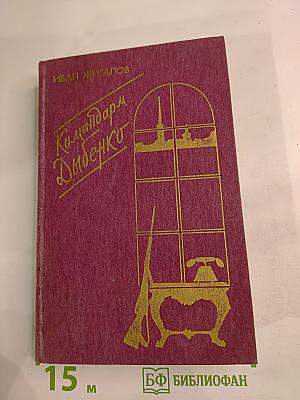 ИВАН ЖИГАЛОВ
Командарм
Дыбенко
15 м
БФ БИБЛИОФАН